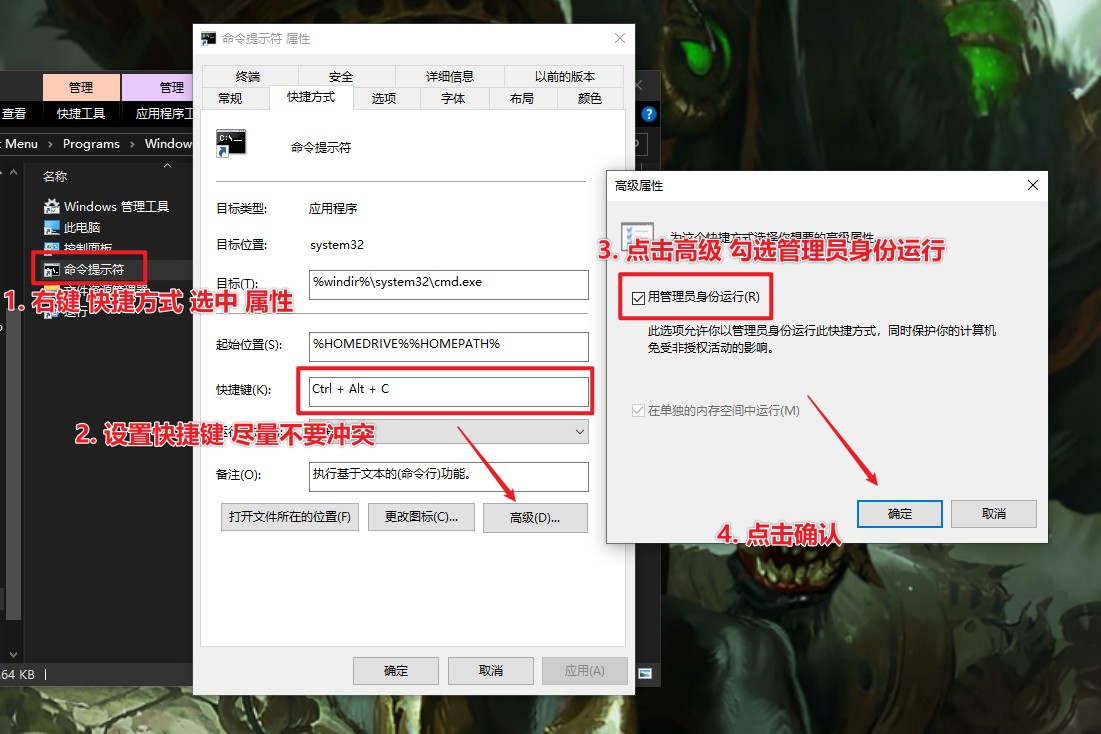 命令提示符 属性
终端 安全 详细信息 以前的版本
常规 快捷方式 选项 字体 布局 颜色
命令提示符
目标类型: 应用程序
目标位置: system32
目标(T): %windir%\system32\cmd.exe
起始位置(S): %HOMEDRIVE%%HOMEPATH%
快捷键(K): Ctrl + Alt + C
2. 设置快捷键 尽量不要冲突
备注(O): 执行基于文本的(命令行)功能。
打开文件所在的位置(F) 更改图标(C)... 高级(D)...
确定 取消 应用(A)
管理 管理
查看 快捷工具 应用程序工
Menu > Programs > Window
名称
Windows 管理工具
此电脑
控制面板
命令提示符
文件资源管理器
1. 右键 快捷方式 选中 属性
运行
64 KB
高级属性
为这个快捷方式选择你想要的高级属性。
3. 点击高级 勾选管理员身份运行
用管理员身份运行(R)
此选项允许你以管理员身份运行此快捷方式，同时保护你的计算机
免受非授权活动的影响。
在单独的内存空间中运行(M)
确定 取消
4. 点击确认